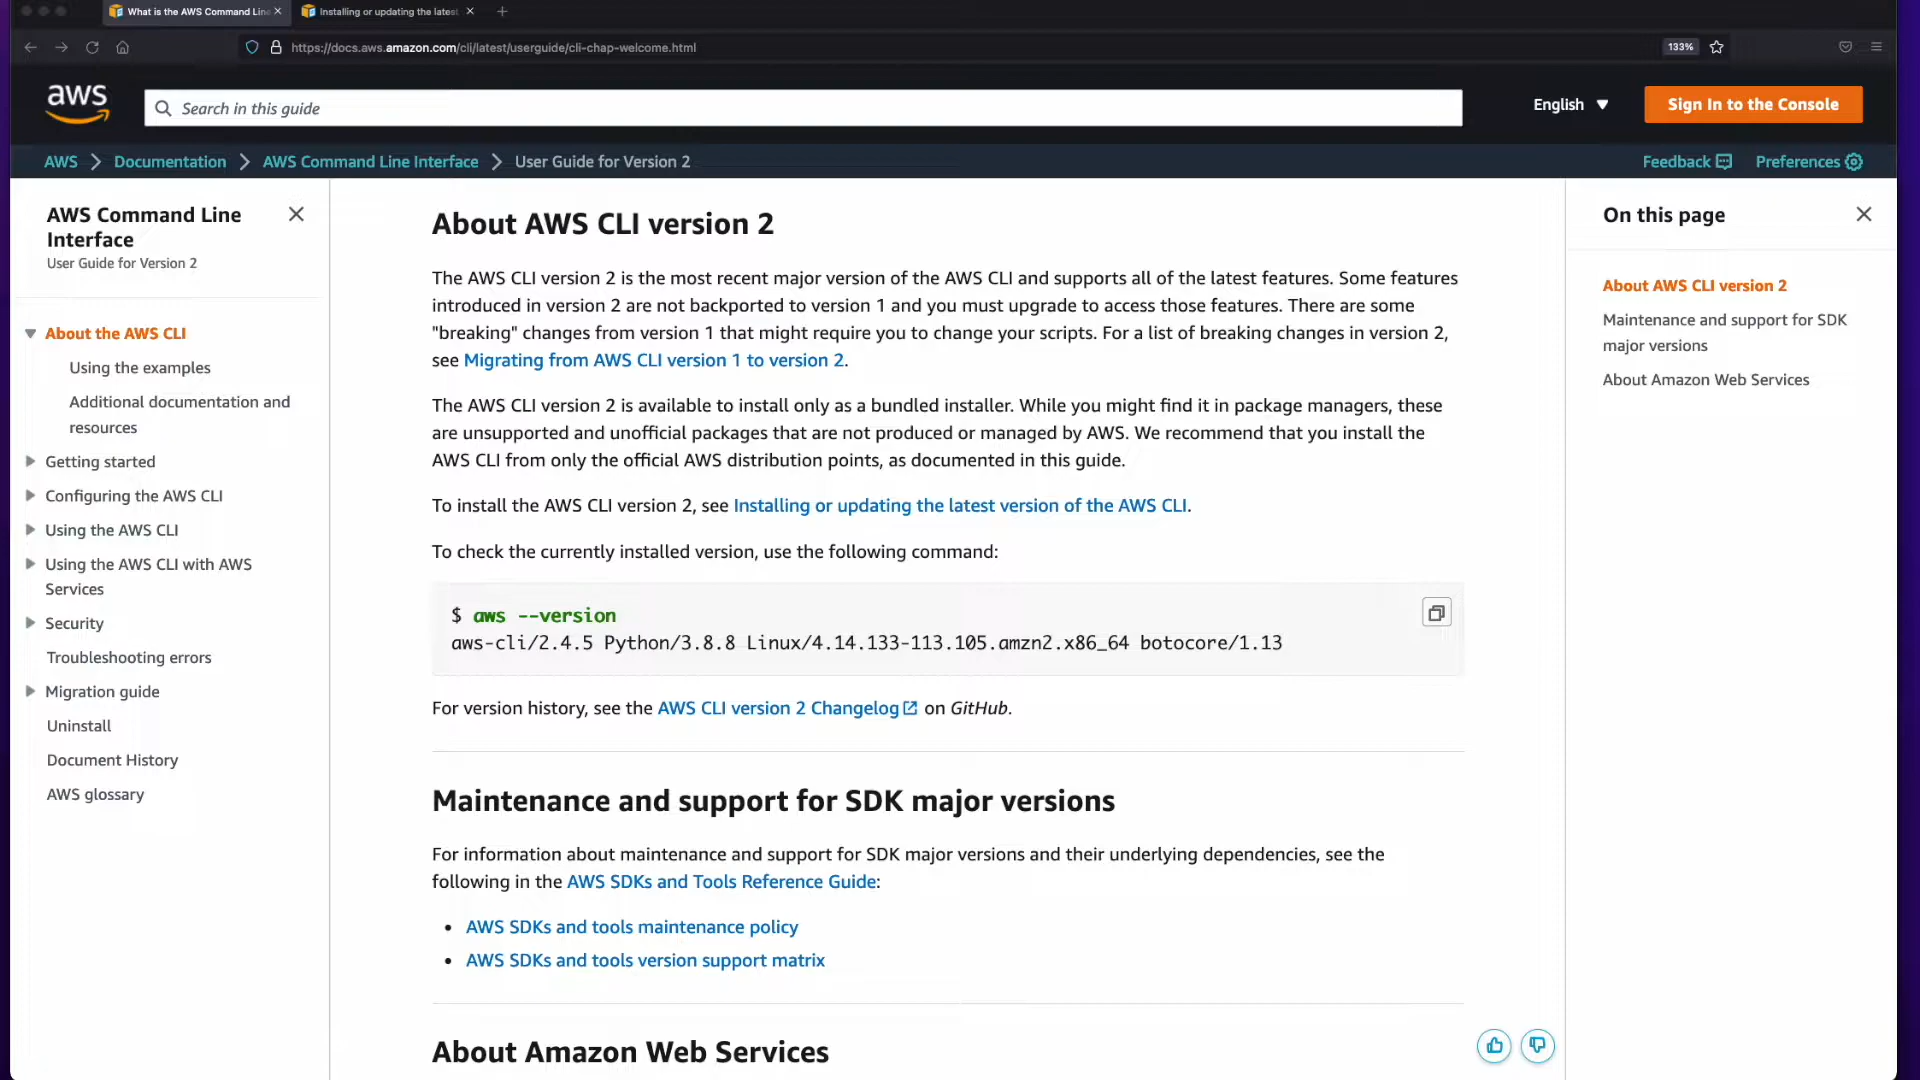 What is the AWS Command Line
Installing or updating the latest
https://docs.aws.amazon.com/cli/latest/userguide/cli-chap-welcome.html
133%
aws
Search in this guide
English
Sign In to the Console
AWS
Documentation
AWS Command Line Interface
User Guide for Version 2
Feedback
Preferences
AWS Command Line
Interface
User Guide for Version 2
About the AWS CLI
Using the examples
Additional documentation and
resources
Getting started
Configuring the AWS CLI
Using the AWS CLI
Using the AWS CLI with AWS
Services
Security
Troubleshooting errors
Migration guide
Uninstall
Document History
AWS glossary
About AWS CLI version 2
The AWS CLI version 2 is the most recent major version of the AWS CLI and supports all of the latest features. Some features
introduced in version 2 are not backported to version 1 and you must upgrade to access those features. There are some
"breaking" changes from version 1 that might require you to change your scripts. For a list of breaking changes in version 2,
see Migrating from AWS CLI version 1 to version 2.
The AWS CLI version 2 is available to install only as a bundled installer. While you might find it in package managers, these
are unsupported and unofficial packages that are not produced or managed by AWS. We recommend that you install the
AWS CLI from only the official AWS distribution points, as documented in this guide.
To install the AWS CLI version 2, see Installing or updating the latest version of the AWS CLI.
To check the currently installed version, use the following command:
$ aws --version
aws-cli/2.4.5 Python/3.8.8 Linux/4.14.133-113.105.amzn2.x86_64 botocore/1.13
For version history, see the AWS CLI version 2 Changelog on GitHub.
Maintenance and support for SDK major versions
For information about maintenance and support for SDK major versions and their underlying dependencies, see the
following in the AWS SDKs and Tools Reference Guide:
• AWS SDKs and tools maintenance policy
• AWS SDKs and tools version support matrix
About Amazon Web Services
On this page
About AWS CLI version 2
Maintenance and support for SDK
major versions
About Amazon Web Services